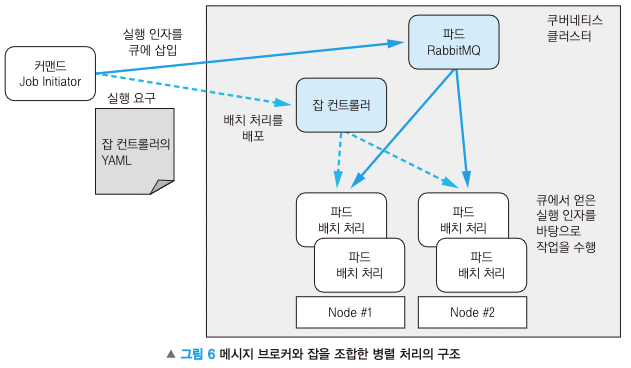 쿠버네티스
클러스터
실행 인자를
큐에 삽입
파드
RabbitMQ
커맨드
Job Initiator
실행 요구
잡 컨트롤러의
YAML
배치 처리를
배포
잡 컨트롤러
파드
배치 처리
파드
배치 처리
파드
배치 처리
파드
배치 처리
큐에서 얻은
실행 인자를
바탕으로
작업을 수행
Node #1
Node #2
▲ 그림 6 메시지 브로커와 잡을 조합한 병렬 처리의 구조